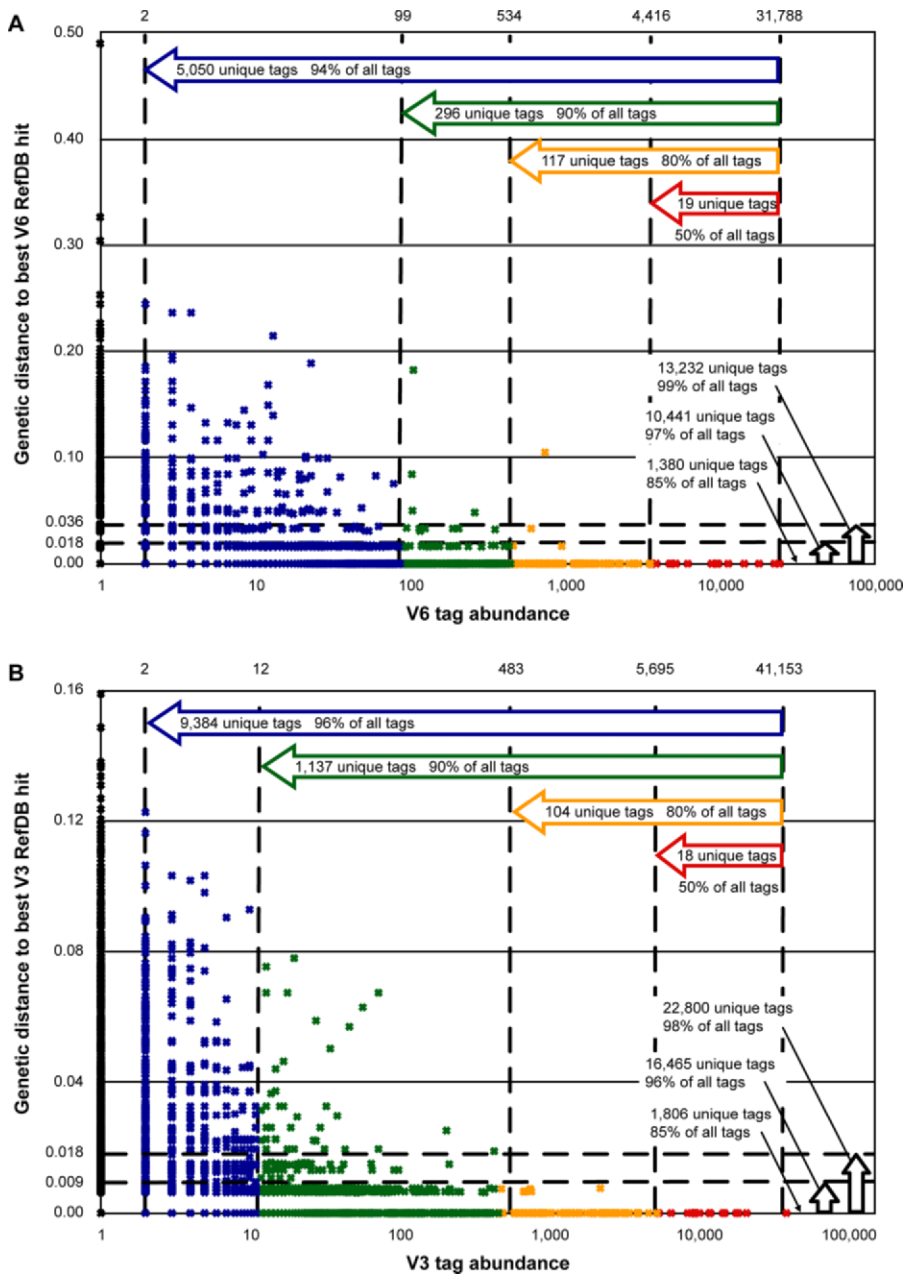 2 99 534 4,416 31,788
A
0.50
5,050 unique tags 94% of all tags
296 unique tags 90% of all tags
0.40
117 unique tags 80% of all tags
19 unique tags
50% of all tags
0.30
Genetic distance to best V6 RefDB hit
0.20
13,232 unique tags
99% of all tags
10,441 unique tags
97% of all tags
0.10
1,380 unique tags
85% of all tags
0.036
0.018
0.00
1 10 100 1,000 10,000 100,000
V6 tag abundance
2 12 483 5,695 41,153
B
0.16
9,384 unique tags 96% of all tags
1,137 unique tags 90% of all tags
0.12
104 unique tags 80% of all tags
18 unique tags
50% of all tags
Genetic distance to best V3 RefDB hit
0.08
22,800 unique tags
98% of all tags
16,465 unique tags
96% of all tags
0.04
1,806 unique tags
85% of all tags
0.018
0.009
0.00
1 10 100 1,000 10,000 100,000
V3 tag abundance